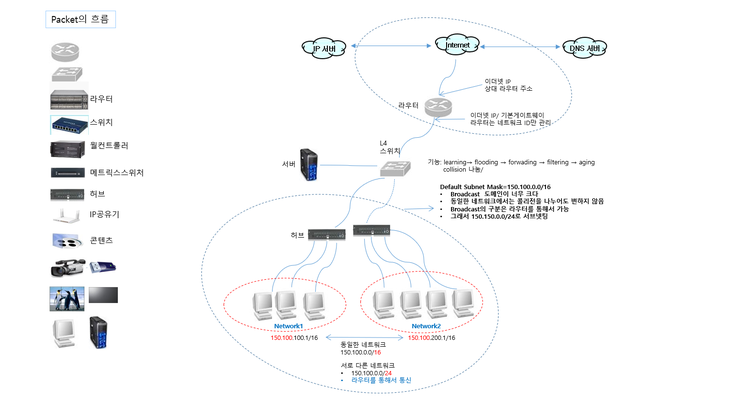 Packet의 흐름
라우터
스위치
월컨트롤러
메트릭스스위처
허브
IP공유기
콘텐츠
IP 서버
Internet
DNS 서버
이더넷 IP
상대 라우터 주소
라우터
이더넷 IP/ 기본게이트웨이
라우터는 네트워크 ID만 관리
L4
스위치
서버
기능: learning→ flooding → forwading → filtering → aging
collision 나눔/
Default Subnet Mask=150.100.0.0/16
• Broadcast 도메인이 너무 크다
• 동일한 네트워크에서는 콜리전을 나누어도 변하지 않음
• Broadcast의 구분은 라우터를 통해서 가능
• 그래서 150.150.0.0/24로 서브넷팅
허브
Network1
Network2
150.100.100.1/16
150.100.200.1/16
동일한 네트워크
150.100.0.0/16
서로 다른 네트워크
• 150.100.0.0/24
• 라우터를 통해서 통신